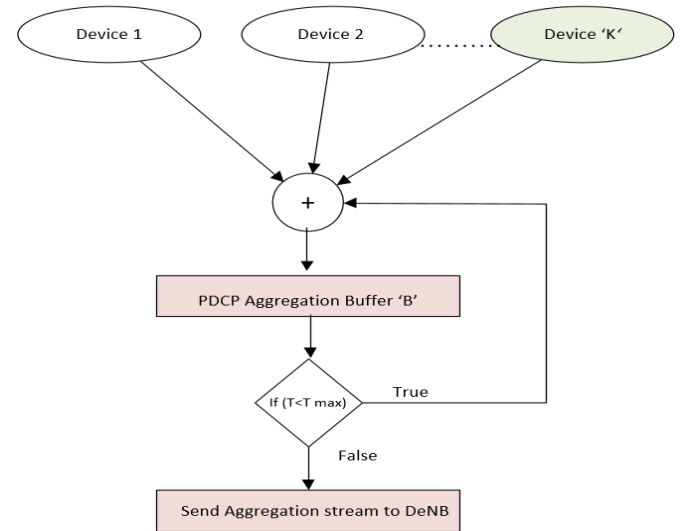 Device 1
Device 2
Device ‘K‘
+
PDCP Aggregation Buffer ‘B’
If (T<T max)
True
False
Send Aggregation stream to DeNB